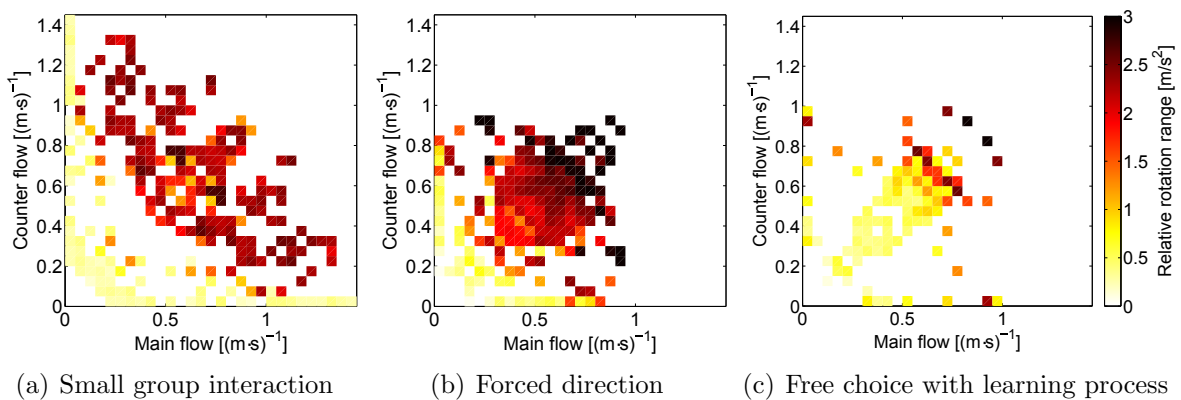 1.4
1.2
1
0.8
0.6
0.4
0.2
0
Counter flow [(m·s)⁻¹]
0 0.5 1
Main flow [(m·s)⁻¹]
(a) Small group interaction
1.4
1.2
1
0.8
0.6
0.4
0.2
0
Counter flow [(m·s)⁻¹]
0 0.5 1
Main flow [(m·s)⁻¹]
(b) Forced direction
1.4
1.2
1
0.8
0.6
0.4
0.2
0
Counter flow [(m·s)⁻¹]
0 0.5 1
Main flow [(m·s)⁻¹]
(c) Free choice with learning process
3
2.5
2
1.5
1
0.5
0
Relative rotation range [m/s²]